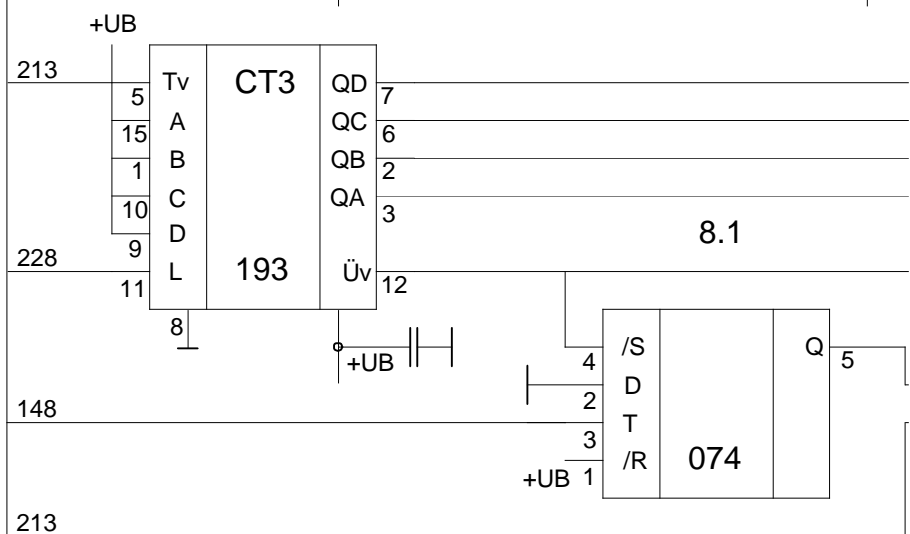 +UB
213
Tv
CT3
QD
5
7
A
QC
15
6
B
QB
1
2
C
QA
10
3
D
9
8.1
228
L
193
Üv
11
12
8
+UB
/S
Q
4
5
D
2
148
T
3
/R
074
+UB
1
213